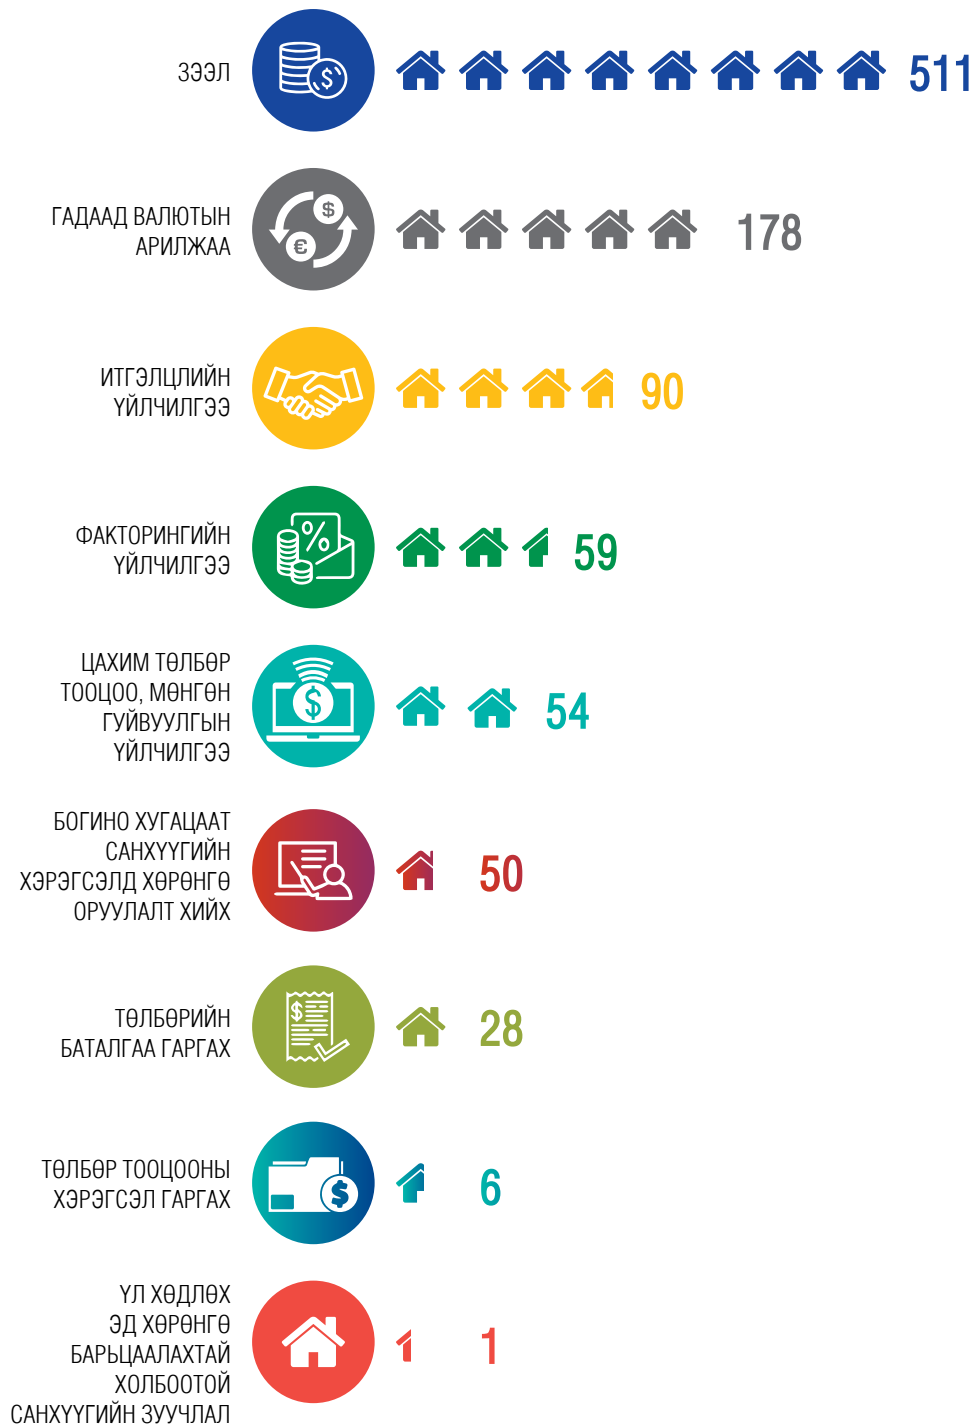 ЗЭЭЛ
511
ГАДААД ВАЛЮТЫН
АРИЛЖАА
178
ИТГЭЛЦЛИЙН
ҮЙЛЧИЛГЭЭ
90
ФАКТОРИНГИЙН
ҮЙЛЧИЛГЭЭ
59
ЦАХИМ ТӨЛБӨР
ТООЦОО, МӨНГӨН
ГУЙВУУЛГЫН
ҮЙЛЧИЛГЭЭ
54
БОГИНО ХУГАЦААТ
САНХҮҮГИЙН
ХЭРЭГСЭЛД ХӨРӨНГӨ
ОРУУЛАЛТ ХИЙХ
50
ТӨЛБӨРИЙН
БАТАЛГАА ГАРГАХ
28
ТӨЛБӨР ТООЦООНЫ
ХЭРЭГСЭЛ ГАРГАХ
6
ҮЛ ХӨДЛӨХ
ЭД ХӨРӨНГӨ
БАРЬЦААЛАХТАЙ
ХОЛБООТОЙ
САНХҮҮГИЙН ЗУУЧЛАЛ
1